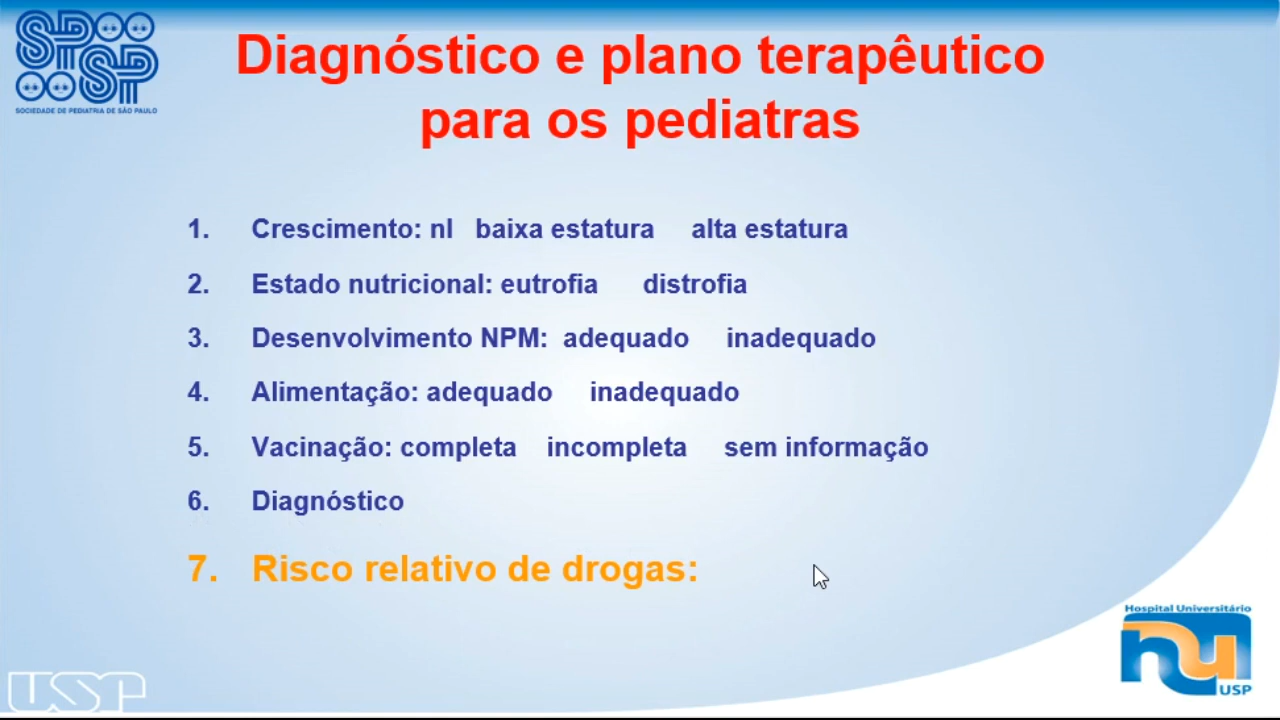 SPSP
SOCIEDADE DE PEDIATRIA DE SÃO PAULO
Diagnóstico e plano terapêutico
para os pediatras
1. Crescimento: nl baixa estatura alta estatura
2. Estado nutricional: eutrofia distrofia
3. Desenvolvimento NPM: adequado inadequado
4. Alimentação: adequado inadequado
5. Vacinação: completa incompleta sem informação
6. Diagnóstico
7. Risco relativo de drogas:
Hospital Universitário
hu
USP
USP